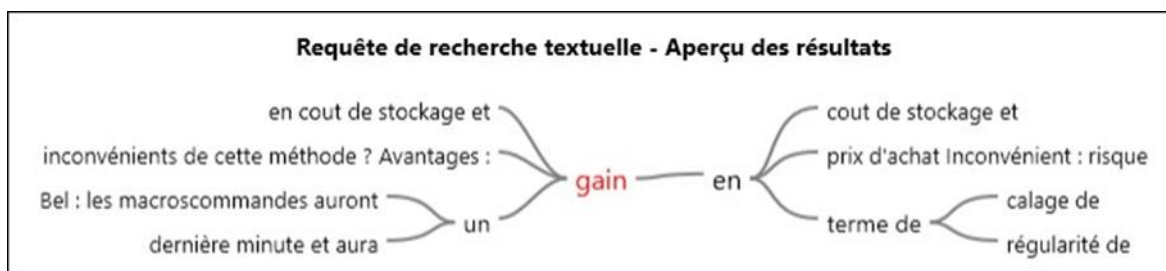 Requête de recherche textuelle - Aperçu des résultats
en cout de stockage et
inconvénients de cette méthode ? Avantages :
Bel : les macroscommandes auront
dernière minute et aura
un
gain
en
cout de stockage et
prix d'achat Inconvénient : risque
terme de
calage de
régularité de